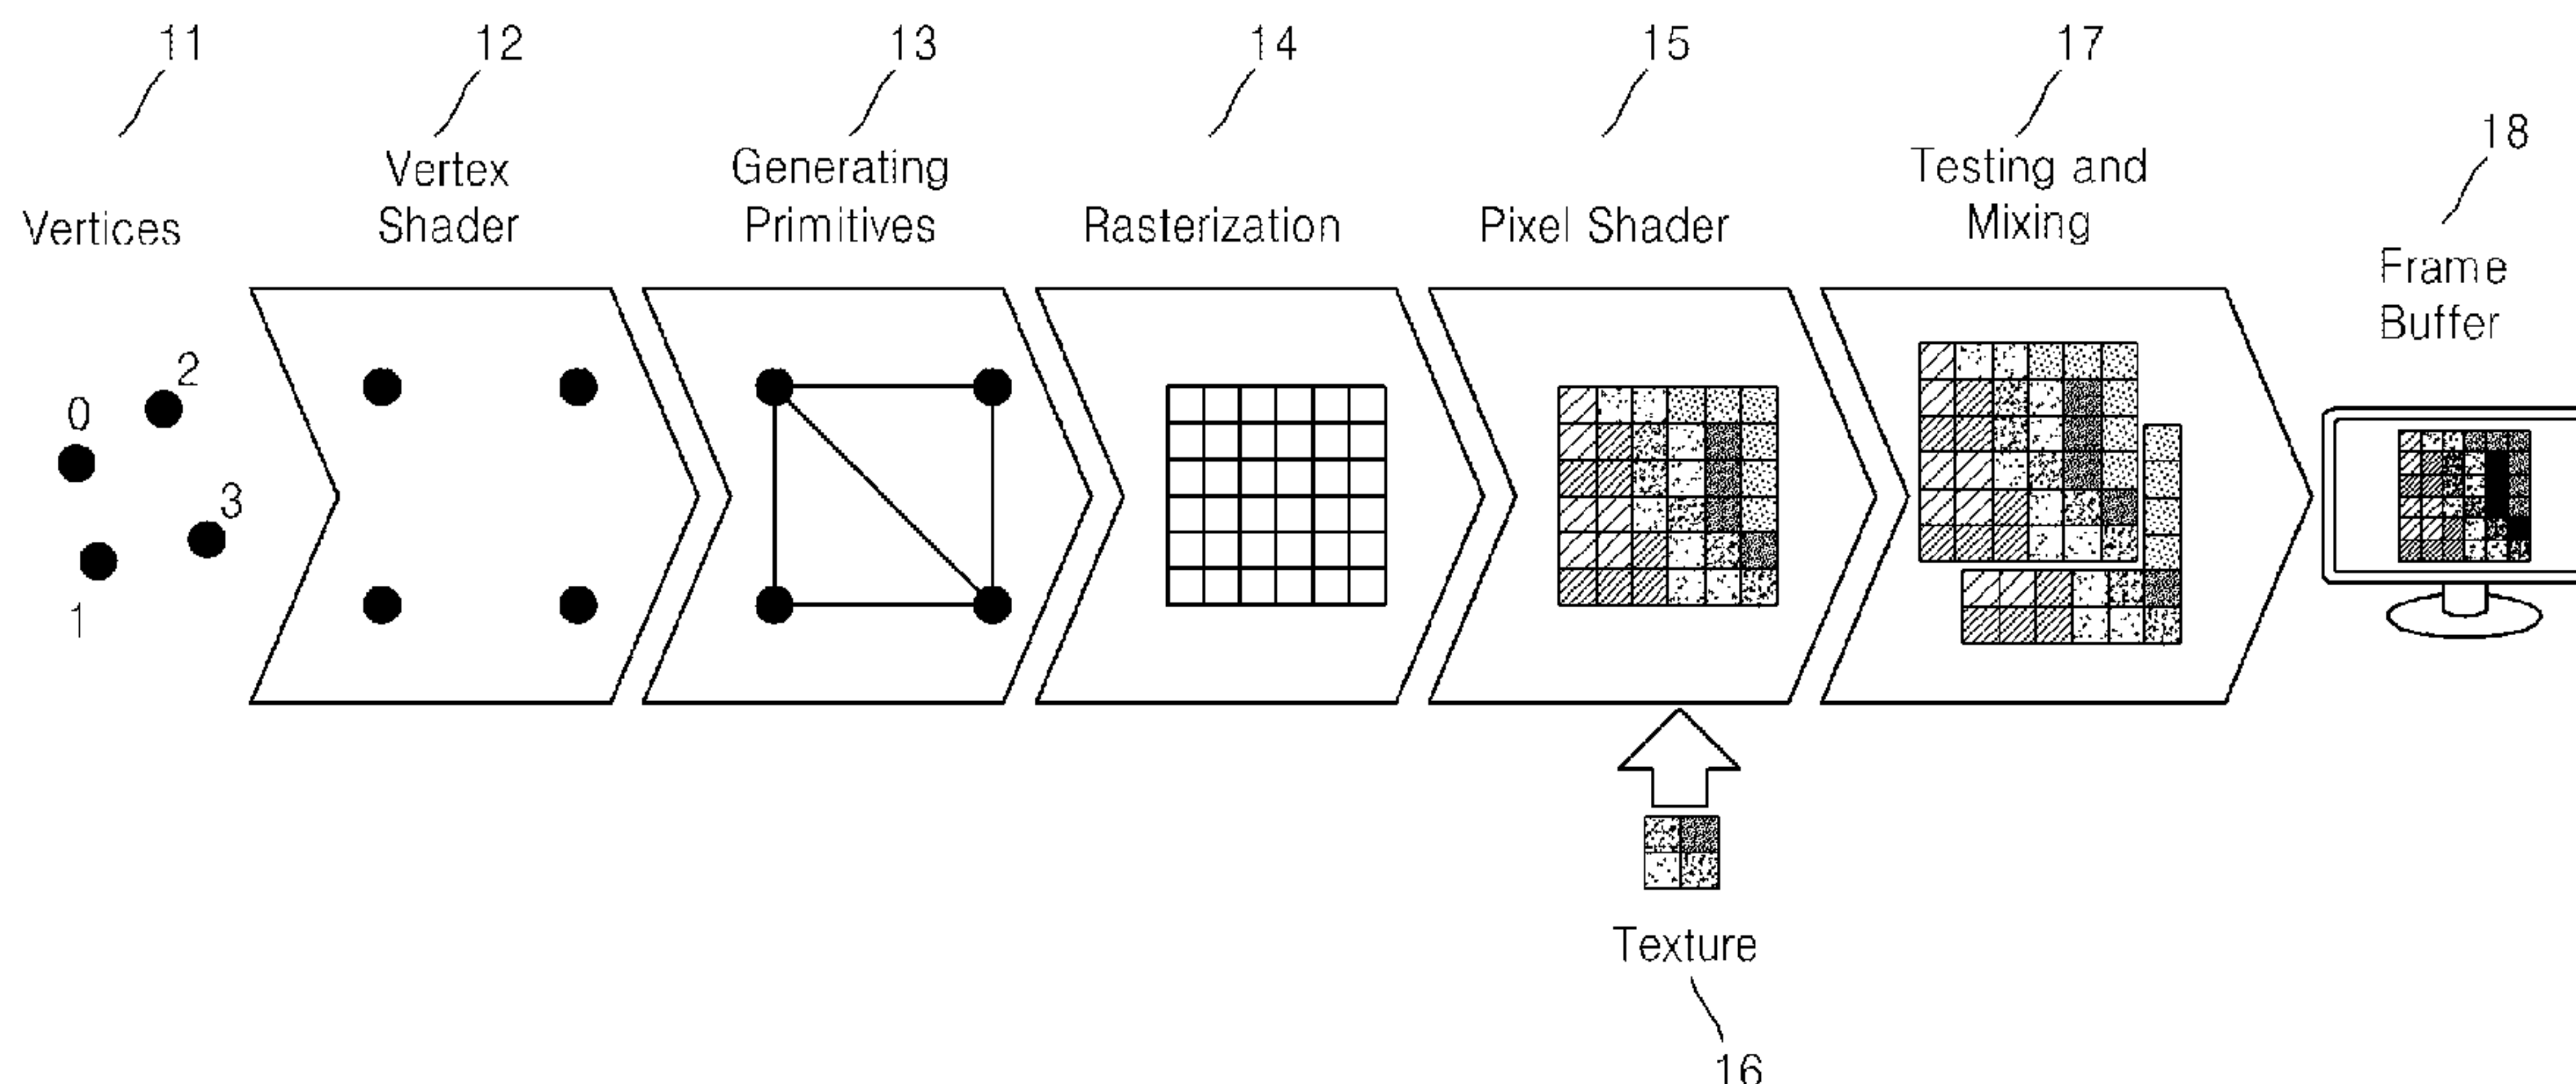 11
12
13
14
15
17
18
Vertices
Vertex
Shader
Generating
Primitives
Rasterization
Pixel Shader
Testing and
Mixing
Frame
Buffer
0
2
3
1
Texture
16